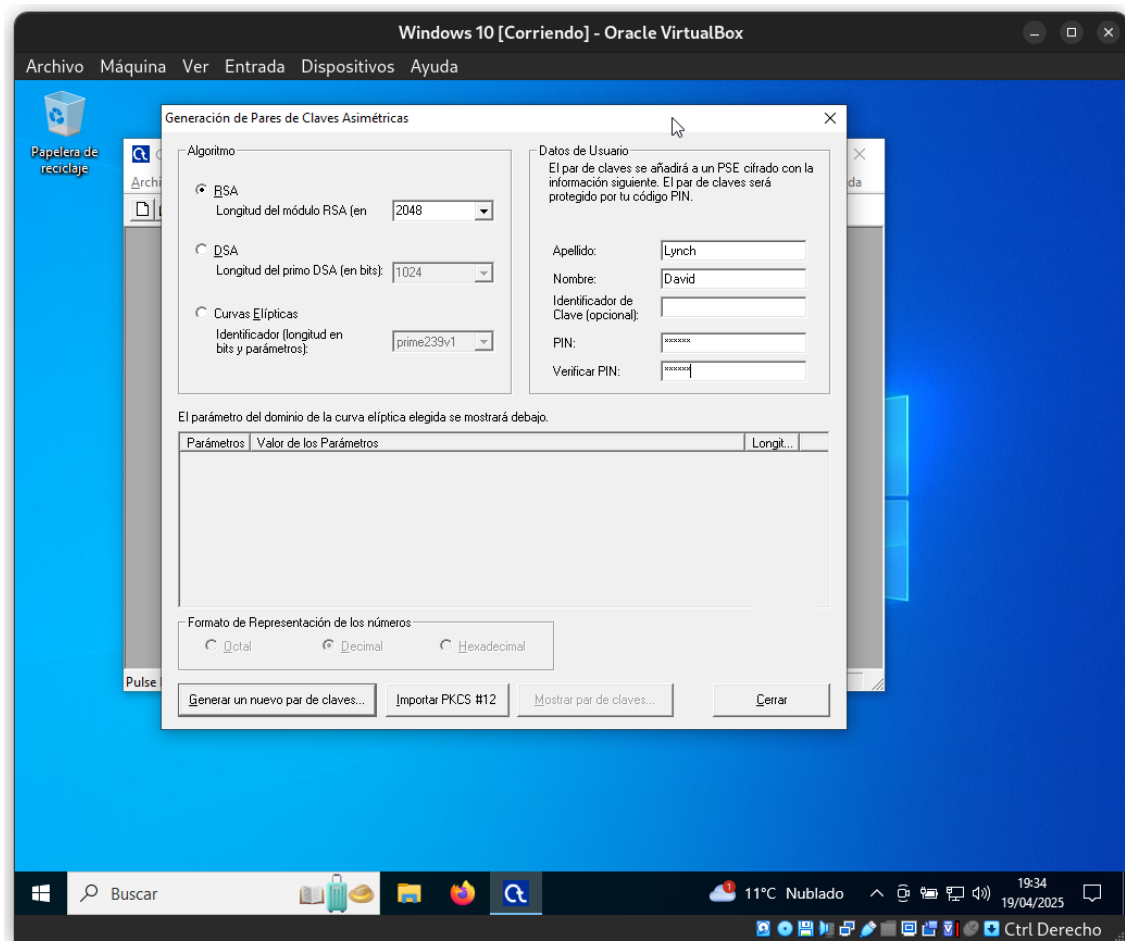 Windows 10 [Corriendo] - Oracle VirtualBox
Archivo Máquina Ver Entrada Dispositivos Ayuda
Papelera de
reciclaje
Generación de Pares de Claves Asimétricas
Archi
da
Algoritmo
RSA
Longitud del módulo RSA (en
2048
DSA
Longitud del primo DSA (en bits):
1024
Curvas Elípticas
Identificador (longitud en
bits y parámetros):
prime239v1
Datos de Usuario
El par de claves se añadirá a un PSE cifrado con la
información siguiente. El par de claves será
protegido por tu código PIN.
Apellido: Lynch
Nombre: David
Identificador de
Clave (opcional):
PIN: ××××××
Verificar PIN: ××××××
El parámetro del dominio de la curva elíptica elegida se mostrará debajo.
Parámetros Valor de los Parámetros Longit...
Formato de Representación de los números
Octal Decimal Hexadecimal
Pulse
Generar un nuevo par de claves... Importar PKCS #12 Mostrar par de claves... Cerrar
Buscar
1
11°C Nublado
19:34
19/04/2025
Ctrl Derecho